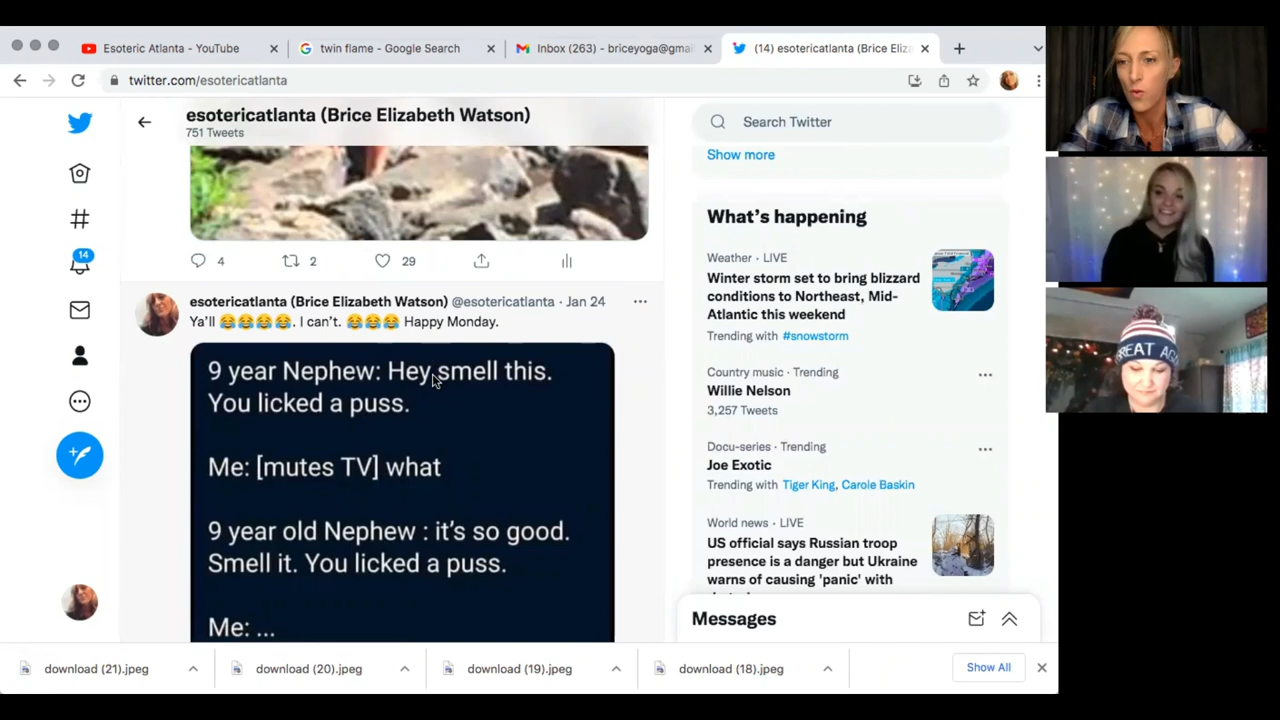 Esoteric Atlanta - YouTube
twin flame - Google Search
Inbox (263) - briceyoga@gmai
(14) esotericatlanta (Brice Eliza
twitter.com/esotericatlanta
esotericatlanta (Brice Elizabeth Watson)
751 Tweets
4
2
29
14
esotericatlanta (Brice Elizabeth Watson) @esotericatlanta · Jan 24
Ya'll 😂😂😂😂. I can't. 😂😂😂 Happy Monday.
9 year Nephew: Hey smell this.
You licked a puss.
Me: [mutes TV] what
9 year old Nephew : it's so good.
Smell it. You licked a puss.
Me: ...
Search Twitter
Show more
What's happening
Weather · LIVE
Winter storm set to bring blizzard
conditions to Northeast, Mid-
Atlantic this weekend
Trending with #snowstorm
Country music · Trending
Willie Nelson
3,257 Tweets
Docu-series · Trending
Joe Exotic
Trending with Tiger King, Carole Baskin
World news · LIVE
US official says Russian troop
presence is a danger but Ukraine
warns of causing 'panic' with
Messages
download (21).jpeg
download (20).jpeg
download (19).jpeg
download (18).jpeg
Show All
REAT AGA